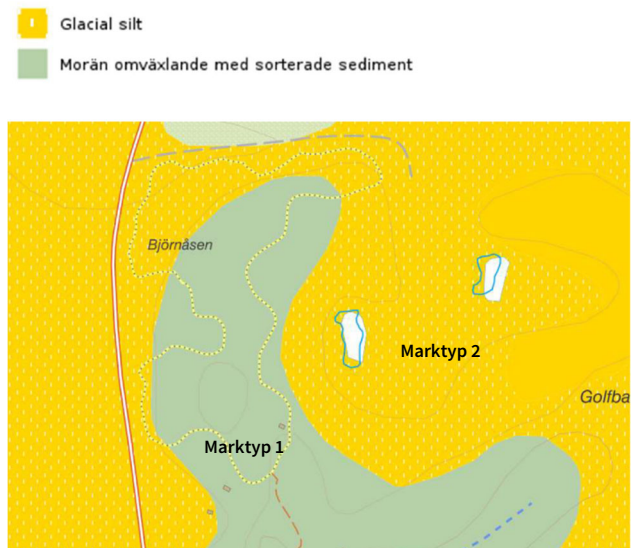 Glacial silt
Morän omväxlande med sorterade sediment
Björnåsen
Marktyp 2
Golfba
Marktyp 1